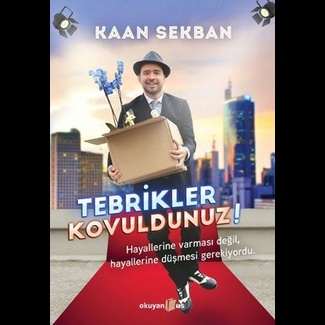 KAAN SEKBAN
TEBRİKLER
KOVULDUNUZ!
Hayallerine varması değil,
hayallerine düşmesi gerekiyordu.
okuyan us